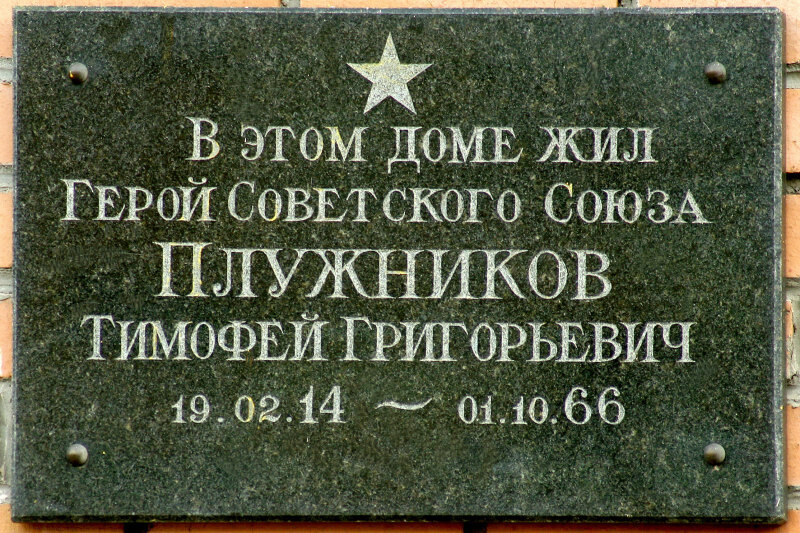 В этом доме жил
Герой Советского Союза
Плужников
Тимофей Григорьевич
19.02.14 ~ 01.10.66